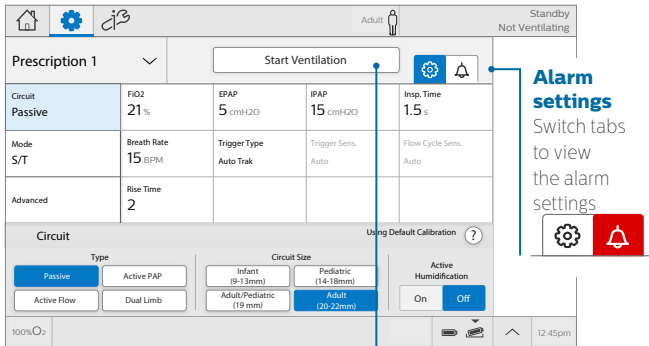 Adult
Standby
Not Ventilating
Prescription 1
Start Ventilation
Circuit
Passive
FiO2
21 %
EPAP
5 cmH2O
IPAP
15 cmH2O
Insp. Time
1.5 s
Mode
S/T
Breath Rate
15 BPM
Trigger Type
Auto Trak
Trigger Sens.
Auto
Flow Cycle Sens.
Auto
Advanced
Rise Time
2
Circuit
Using Default Calibration ?
Type
Passive
Active PAP
Active Flow
Dual Limb
Circuit Size
Infant
(9-13mm)
Pediatric
(14-18mm)
Adult/Pediatric
(19 mm)
Adult
(20-22mm)
Active
Humidification
On
Off
100%O2
12:45pm
Alarm
settings
Switch tabs
to view
the alarm
settings